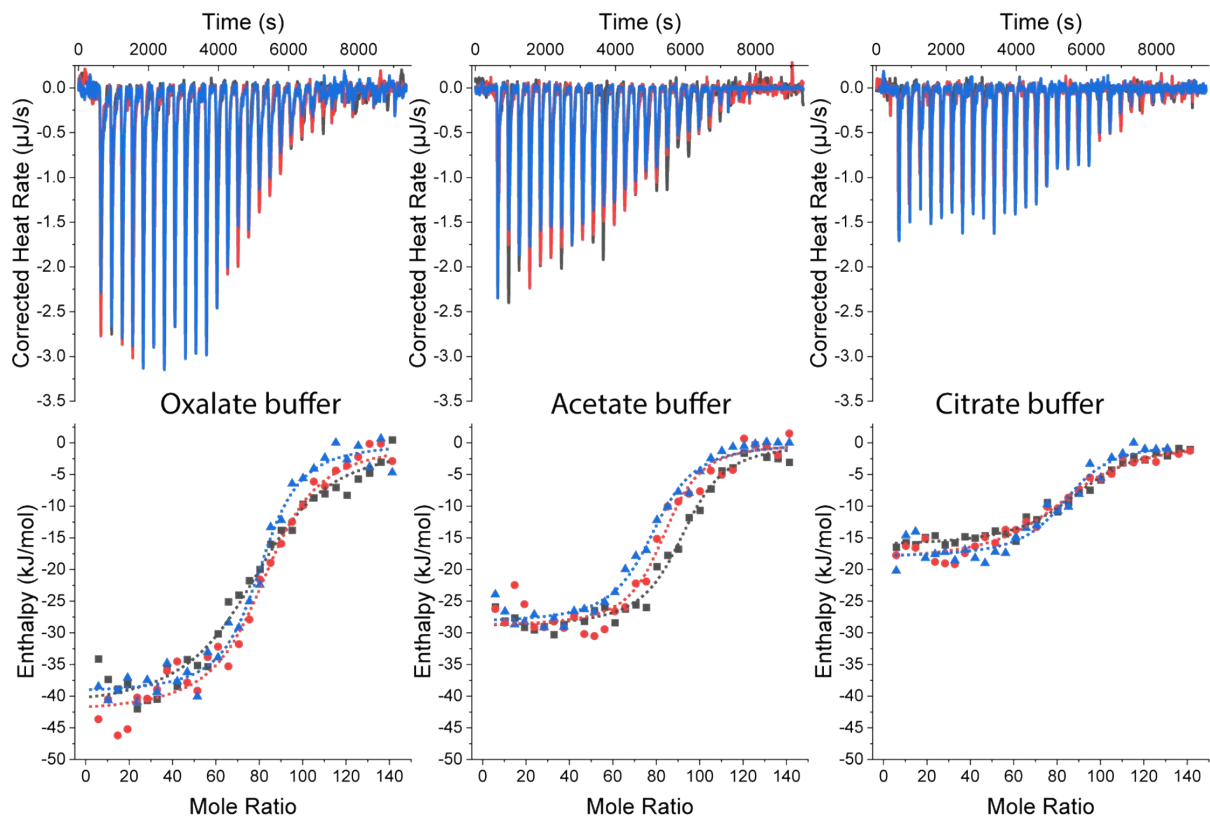 Time (s) Time (s) Time (s)
0 2000 4000 6000 8000 0 2000 4000 6000 8000 0 2000 4000 6000 8000
Corrected Heat Rate (µJ/s) Corrected Heat Rate (µJ/s) Corrected Heat Rate (µJ/s)
0.0 0.0 0.0
-0.5 -0.5 -0.5
-1.0 -1.0 -1.0
-1.5 -1.5 -1.5
-2.0 -2.0 -2.0
-2.5 -2.5 -2.5
-3.0 -3.0 -3.0
-3.5 -3.5 -3.5
Oxalate buffer Acetate buffer Citrate buffer
Enthalpy (kJ/mol) Enthalpy (kJ/mol) Enthalpy (kJ/mol)
0 0 0
-5 -5 -5
-10 -10 -10
-15 -15 -15
-20 -20 -20
-25 -25 -25
-30 -30 -30
-35 -35 -35
-40 -40 -40
-45 -45 -45
-50 -50 -50
0 20 40 60 80 100 120 140 0 20 40 60 80 100 120 140 0 20 40 60 80 100 120 140
Mole Ratio Mole Ratio Mole Ratio